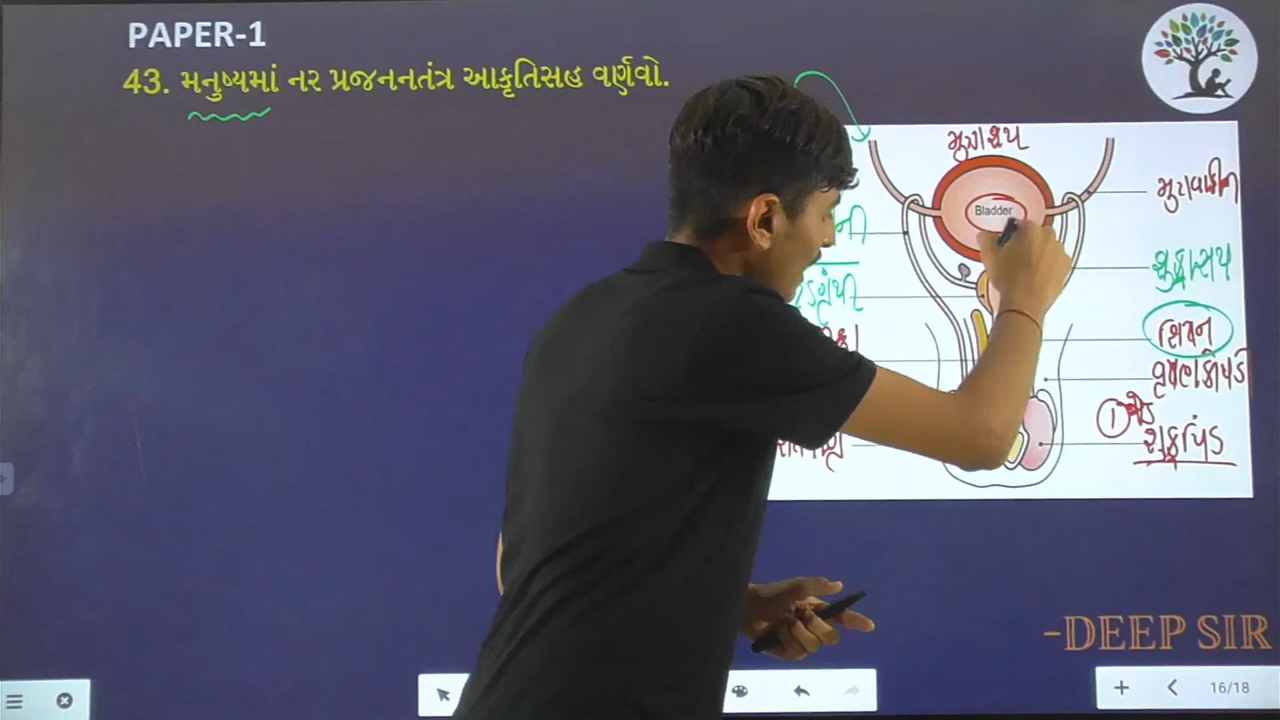 PAPER-1
43. મનુષ્યમાં નર પ્રજનનતંત્ર આકૃતિસહ વર્ણવો.
મૂત્રાશય
Bladder
શુક્રાશય
શિશ્ન
વૃષણકોથળી
①
શુક્રપિંડ
-DEEP SIR
16/18